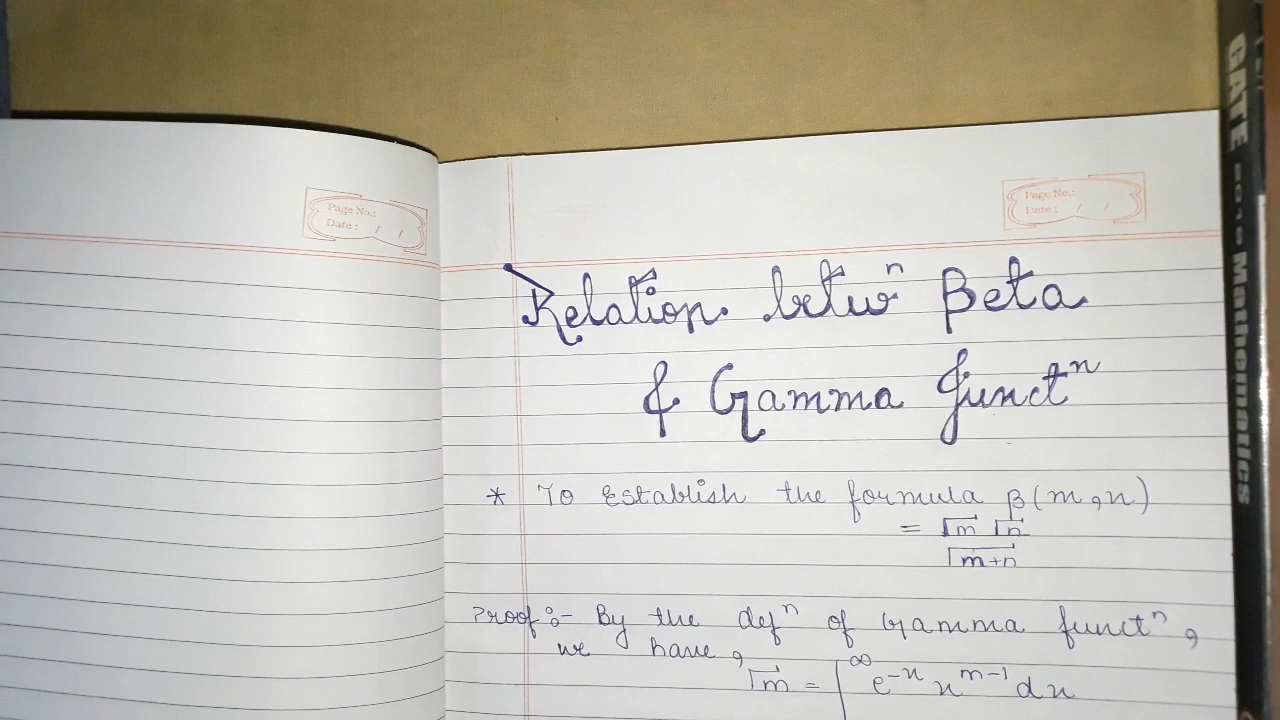 Page No.:
Date : / /
Page No.:
Date : / /
Relation betwⁿ Beta
& Gamma functⁿ
* To Establish the formula β(m,n)
= Γm Γn
Γm+n
Proof :- By the defⁿ of Gamma functⁿ,
we have,
Γm = ∫^∞ e^-x x^m-1 dx
GATE Mathematics